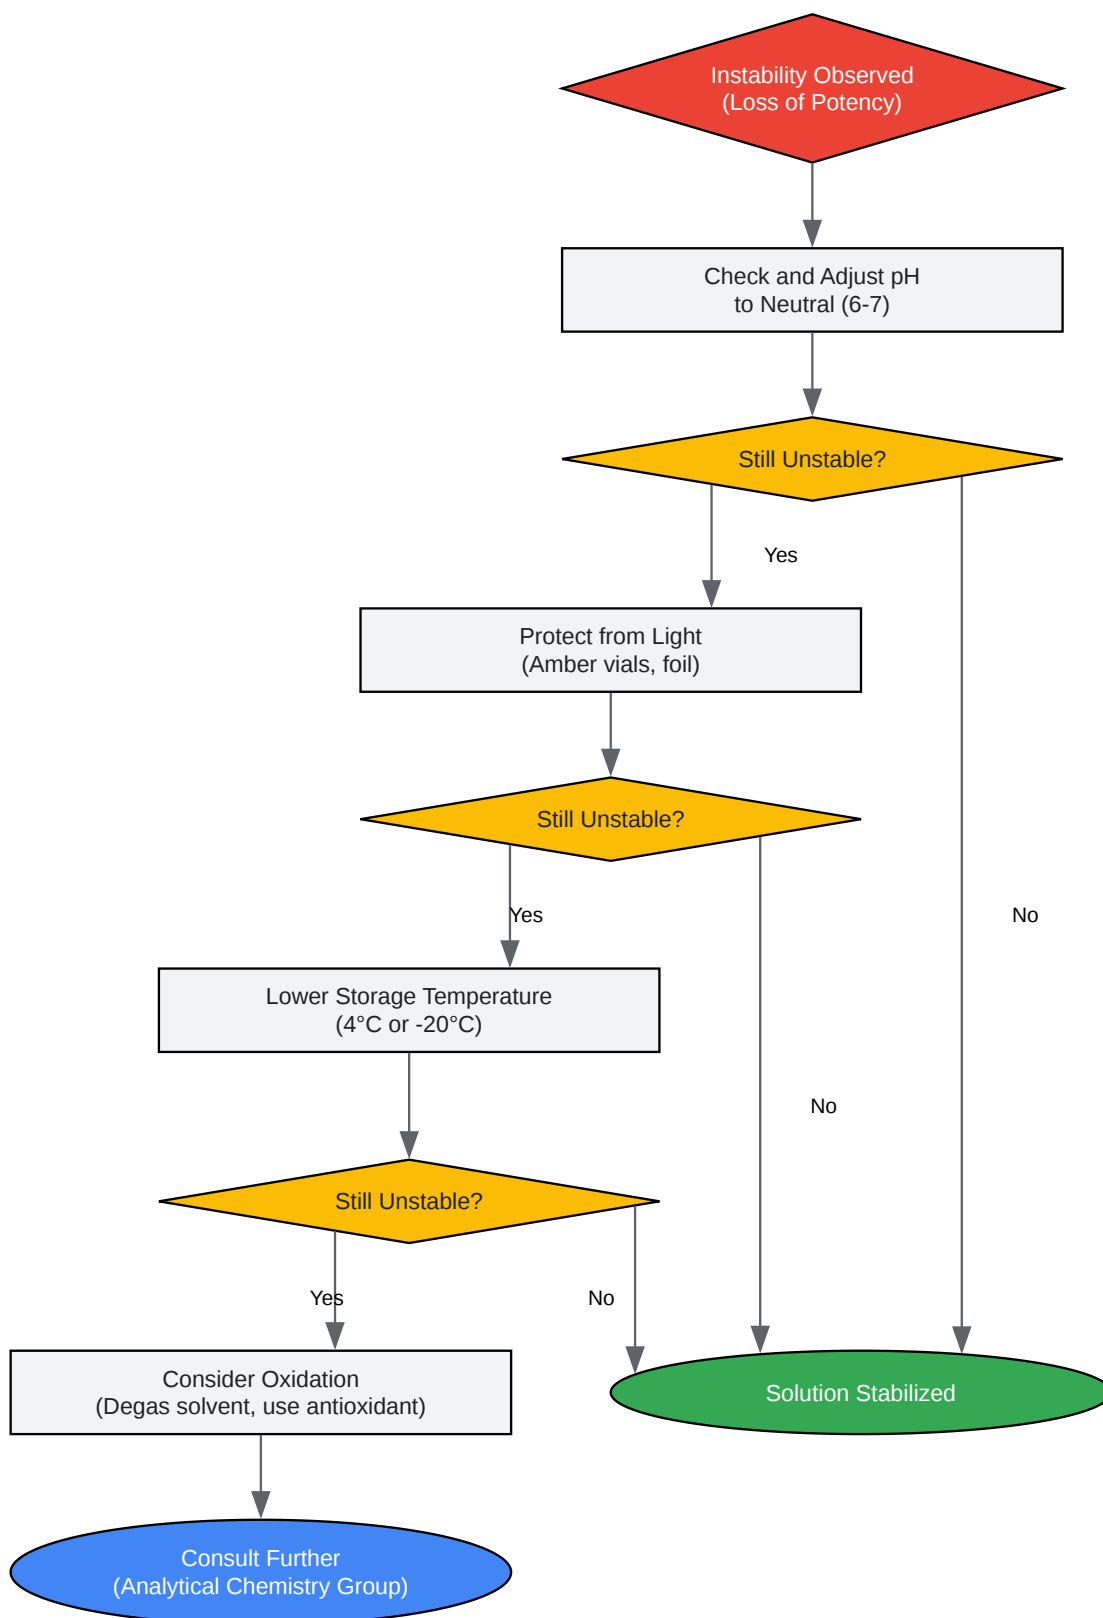 Instability Observed
(Loss of Potency)
Check and Adjust pH
to Neutral (6-7)
Still Unstable?
Yes
Protect from Light
(Amber vials, foil)
Still Unstable?
Yes
No
Lower Storage Temperature
(4°C or -20°C)
No
Still Unstable?
Yes
No
Consider Oxidation
(Degas solvent, use antioxidant)
Solution Stabilized
Consult Further
(Analytical Chemistry Group)